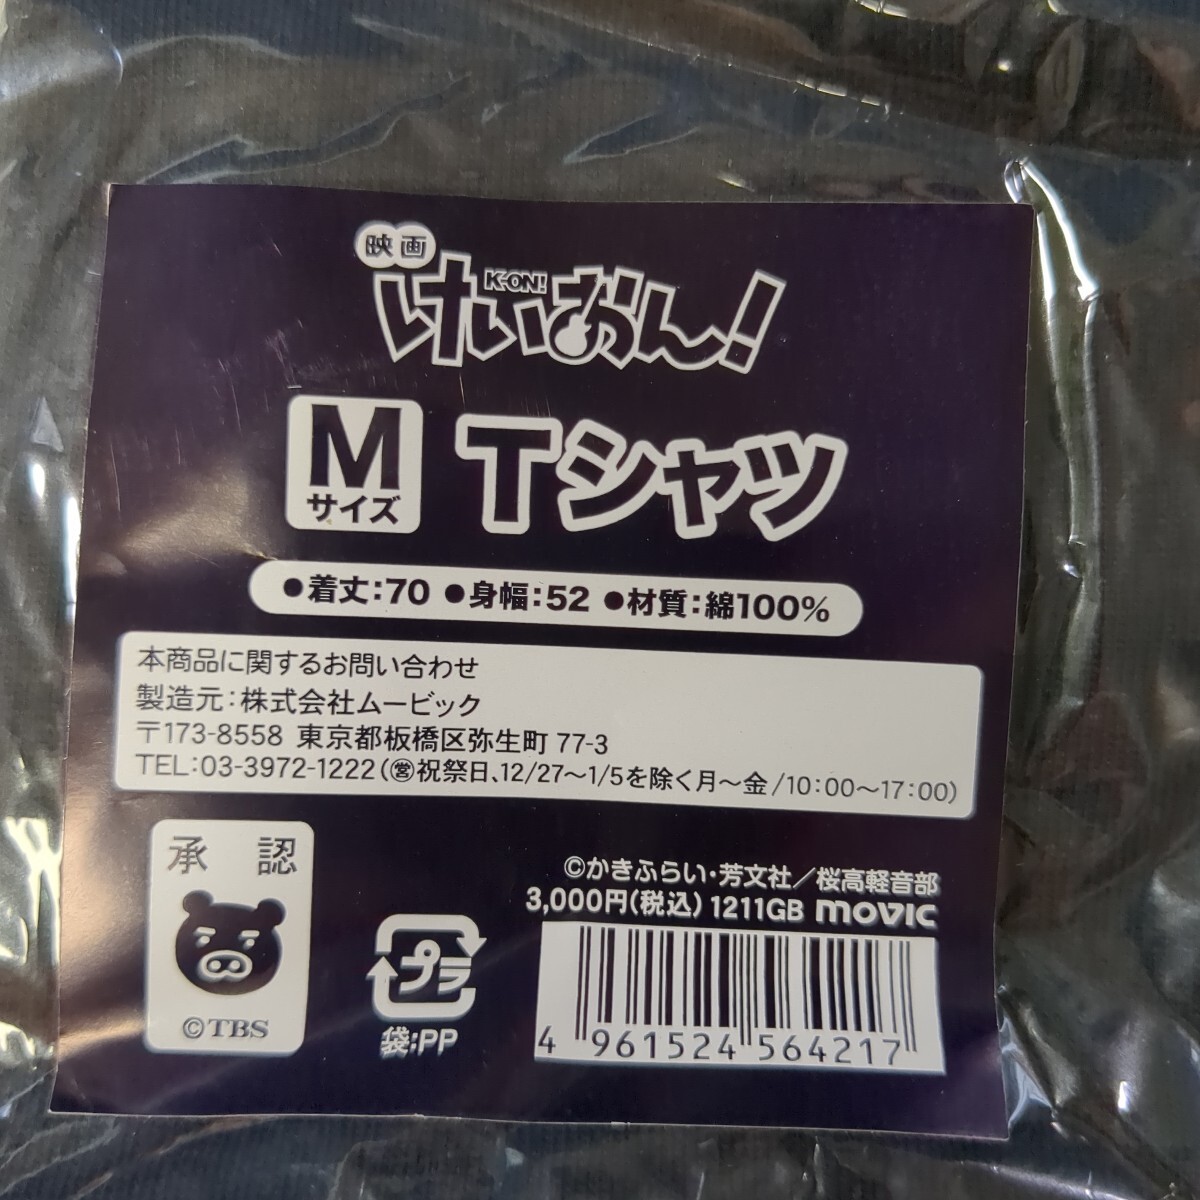 映画
けいおん!
K-ON!
M
サイズ
Tシャツ
●着丈:70 ●身幅:52 ●材質:綿100%
本商品に関するお問い合わせ
製造元:株式会社ムービック
〒173-8558 東京都板橋区弥生町 77-3
TEL:03-3972-1222(㊂祝祭日、12/27〜1/5を除く月〜金/10:00〜17:00)
承認
©TBS
プラ
袋:PP
©かきふらい・芳文社/桜高軽音部
3,000円(税込) 1211GB movic
4 961524 564217